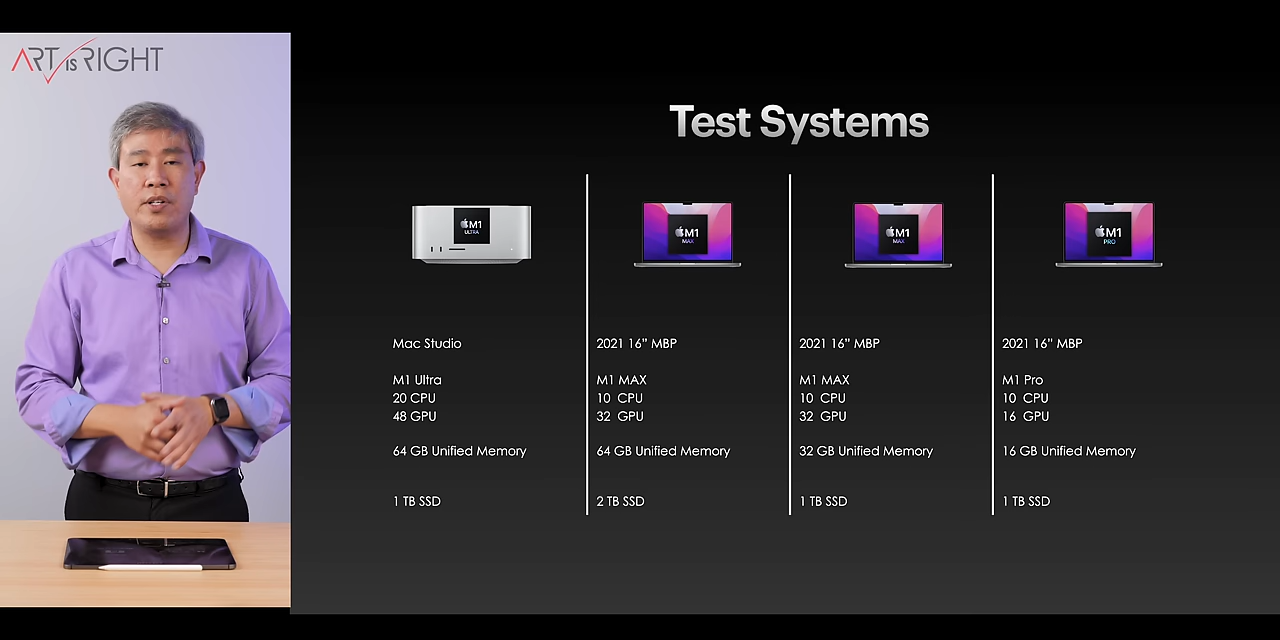 ART is RIGHT
Test Systems
M1
ULTRA
M1
MAX
M1
MAX
M1
PRO
Mac Studio
M1 Ultra
20 CPU
48 GPU
64 GB Unified Memory
1 TB SSD
2021 16” MBP
M1 MAX
10 CPU
32 GPU
64 GB Unified Memory
2 TB SSD
2021 16” MBP
M1 MAX
10 CPU
32 GPU
32 GB Unified Memory
1 TB SSD
2021 16” MBP
M1 Pro
10 CPU
16 GPU
16 GB Unified Memory
1 TB SSD